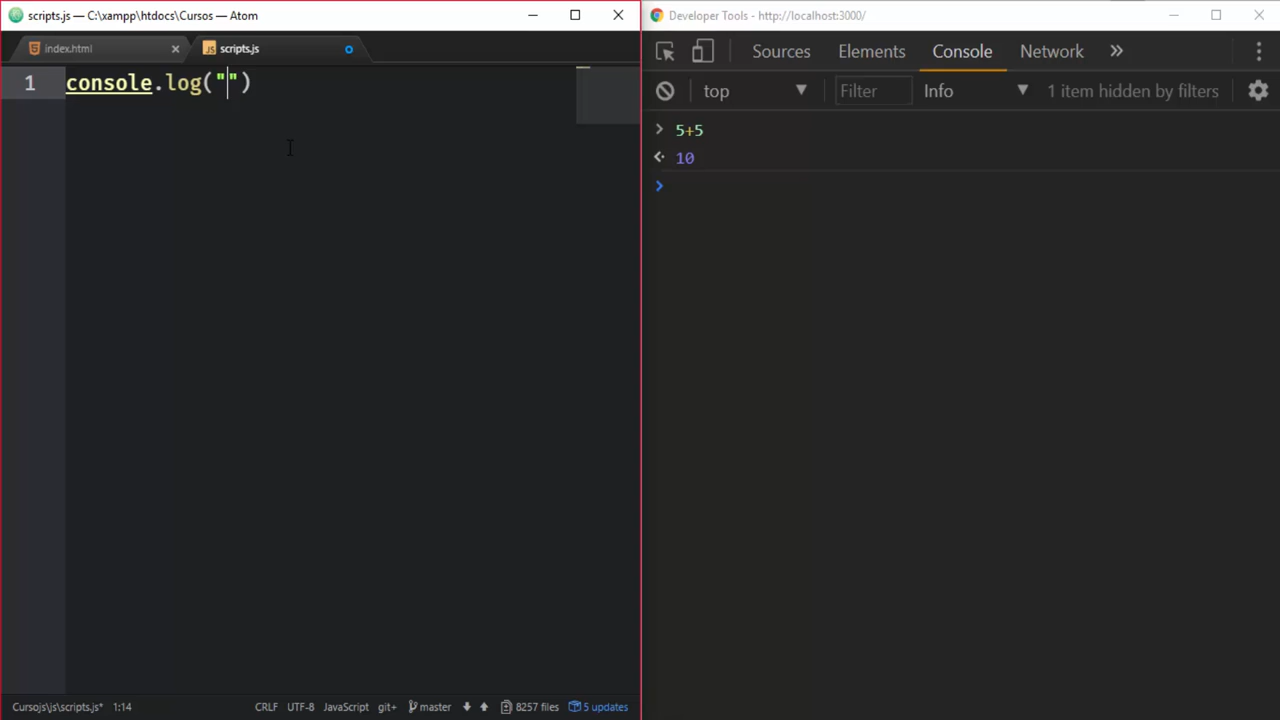 scripts.js — C:\xampp\htdocs\Cursos — Atom
index.html
scripts.js
1 console.log("")
Cursojs\js\scripts.js* 1:14 CRLF UTF-8 JavaScript git+ master 8257 files 5 updates
Developer Tools - http://localhost:3000/
Sources Elements Console Network
top Filter Info 1 item hidden by filters
5+5
10